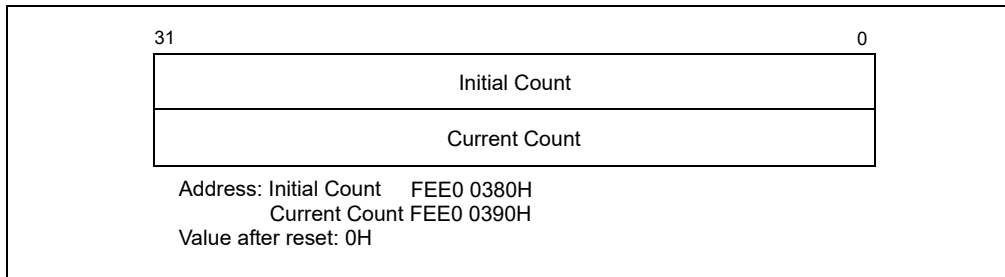 31 0
Initial Count
Current Count
Address: Initial Count FEE0 0380H
Current Count FEE0 0390H
Value after reset: 0H